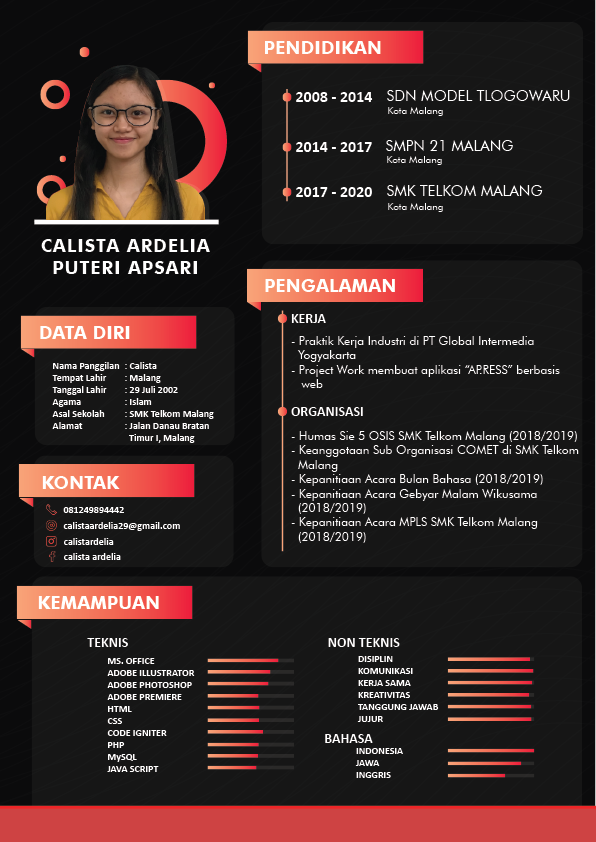 CALISTA ARDELIA
PUTERI APSARI
DATA DIRI
Nama Panggilan : Calista
Tempat Lahir : Malang
Tanggal Lahir : 29 Juli 2002
Agama : Islam
Asal Sekolah : SMK Telkom Malang
Alamat : Jalan Danau Bratan
Timur I, Malang
KONTAK
081249894442
calistaardelia29@gmail.com
calistardelia
calista ardelia
PENDIDIKAN
2008 - 2014 SDN MODEL TLOGOWARU
Kota Malang
2014 - 2017 SMPN 21 MALANG
Kota Malang
2017 - 2020 SMK TELKOM MALANG
Kota Malang
PENGALAMAN
KERJA
- Praktik Kerja Industri di PT Global Intermedia
Yogyakarta
- Project Work membuat aplikasi “AP.RESS” berbasis
web
ORGANISASI
- Humas Sie 5 OSIS SMK Telkom Malang (2018/2019)
- Keanggotaan Sub Organisasi COMET di SMK Telkom
Malang
- Kepanitiaan Acara Bulan Bahasa (2018/2019)
- Kepanitiaan Acara Gebyar Malam Wikusama
(2018/2019)
- Kepanitiaan Acara MPLS SMK Telkom Malang
(2018/2019)
KEMAMPUAN
TEKNIS
MS. OFFICE
ADOBE ILLUSTRATOR
ADOBE PHOTOSHOP
ADOBE PREMIERE
HTML
CSS
CODE IGNITER
PHP
MySQL
JAVA SCRIPT
NON TEKNIS
DISIPLIN
KOMUNIKASI
KERJA SAMA
KREATIVITAS
TANGGUNG JAWAB
JUJUR
BAHASA
INDONESIA
JAWA
INGGRIS